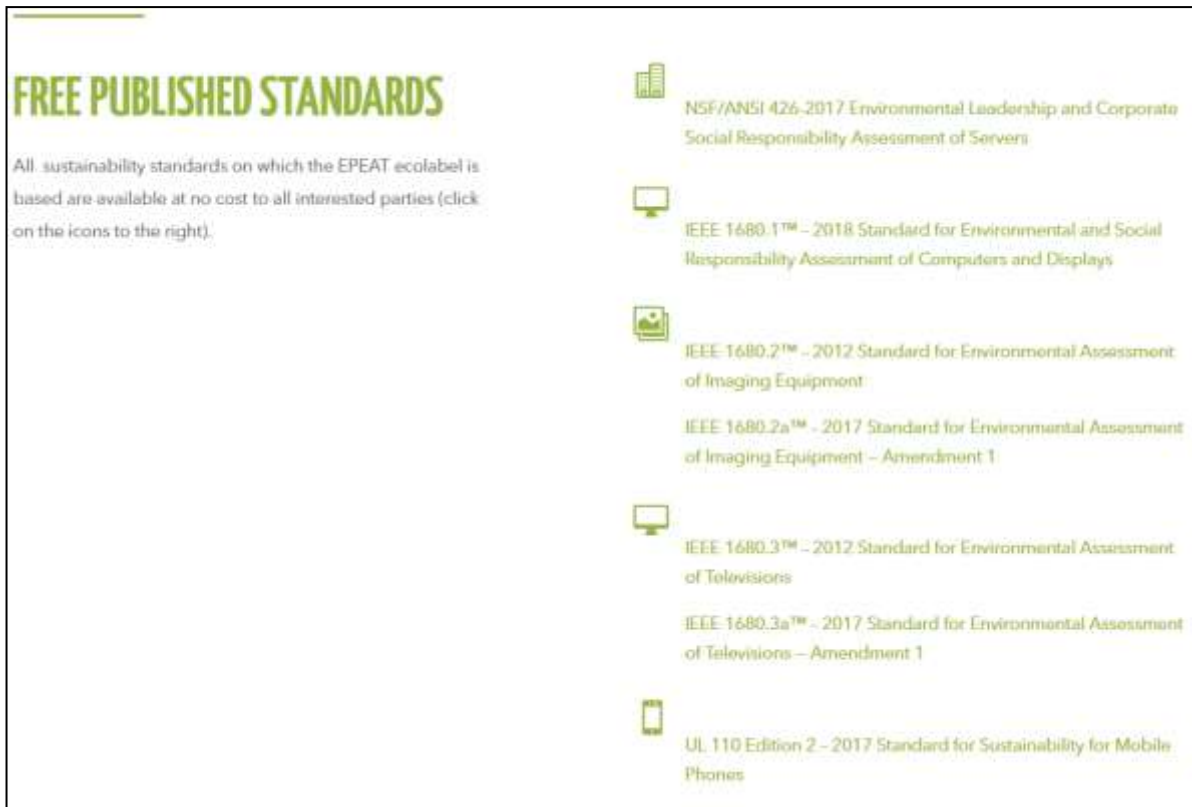 FREE PUBLISHED STANDARDS
All sustainability standards on which the EPEAT ecolabel is
based are available at no cost to all interested parties (click
on the icons to the right).
NSF/ANSI 426-2017 Environmental Leadership and Corporate
Social Responsibility Assessment of Servers
IEEE 1680.1™ - 2018 Standard for Environmental and Social
Responsibility Assessment of Computers and Displays
IEEE 1680.2™ - 2012 Standard for Environmental Assessment
of Imaging Equipment
IEEE 1680.2a™ - 2017 Standard for Environmental Assessment
of Imaging Equipment – Amendment 1
IEEE 1680.3™ - 2012 Standard for Environmental Assessment
of Televisions
IEEE 1680.3a™ - 2017 Standard for Environmental Assessment
of Televisions – Amendment 1
UL 110 Edition 2 - 2017 Standard for Sustainability for Mobile
Phones